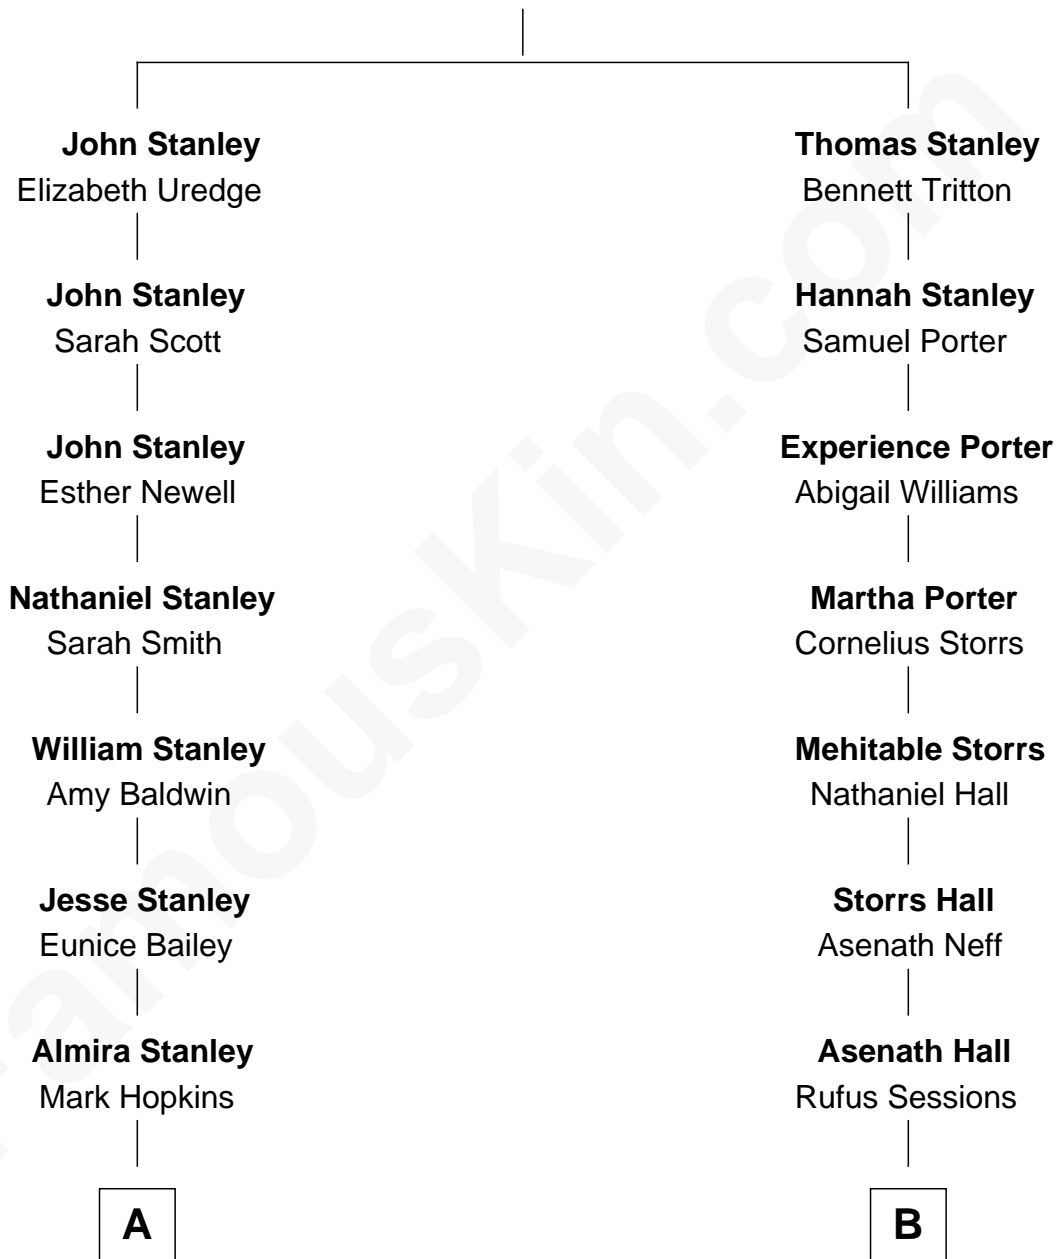 John Stanley
Elizabeth Uredge
John Stanley
Sarah Scott
John Stanley
Esther Newell
Nathaniel Stanley
Sarah Smith
William Stanley
Amy Baldwin
Jesse Stanley
Eunice Bailey
Almira Stanley
Mark Hopkins
A
Thomas Stanley
Bennett Tritton
Hannah Stanley
Samuel Porter
Experience Porter
Abigail Williams
Martha Porter
Cornelius Storrs
Mehitable Storrs
Nathaniel Hall
Storrs Hall
Asenath Neff
Asenath Hall
Rufus Sessions
B
FamousKin.com